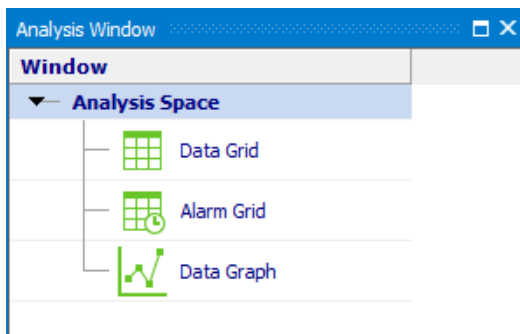 Analysis Window
Window
Analysis Space
Data Grid
Alarm Grid
Data Graph